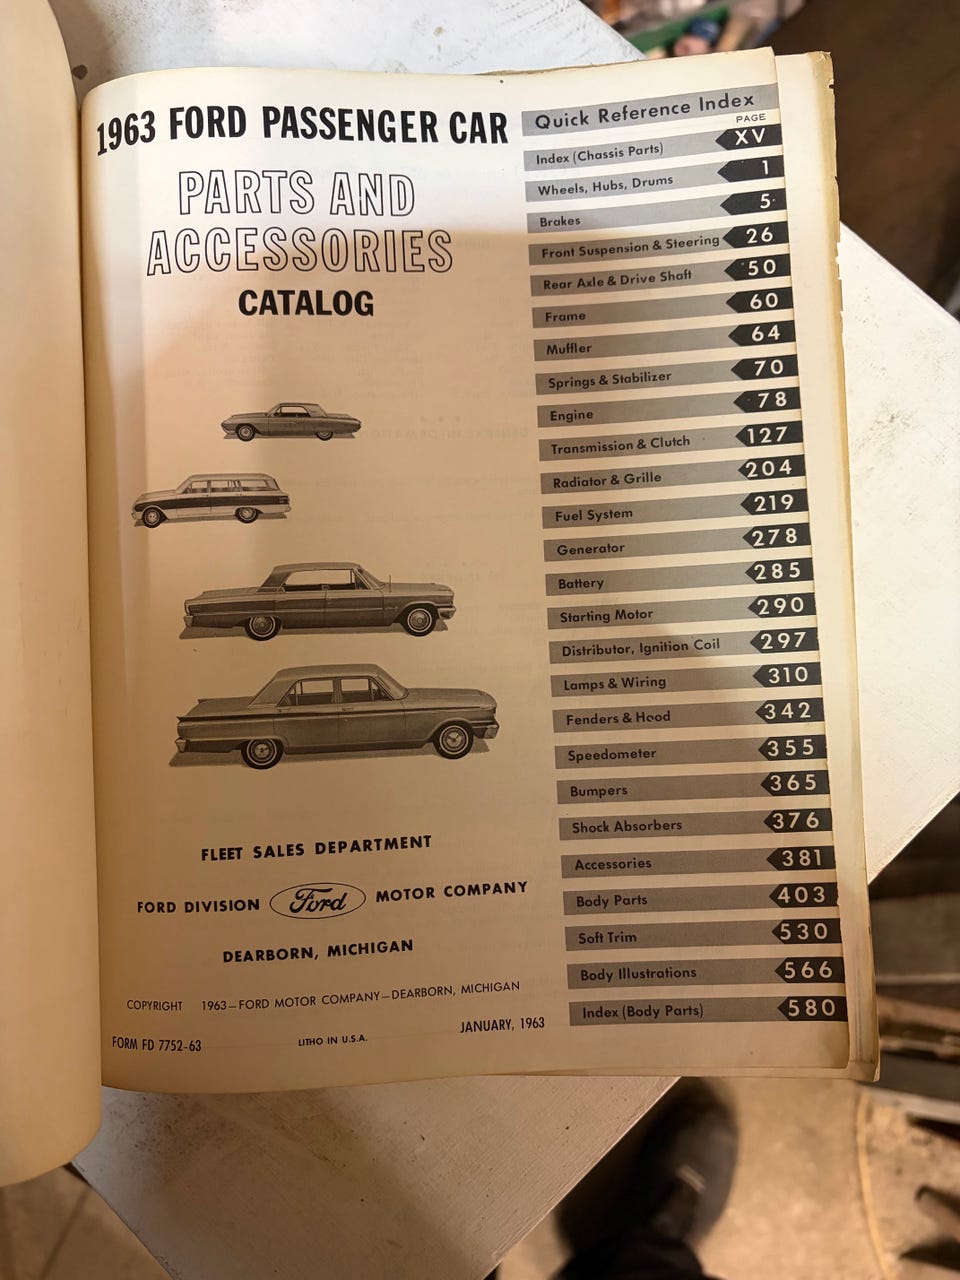 1963 FORD PASSENGER CAR
PARTS AND
ACCESSORIES
CATALOG
FLEET SALES DEPARTMENT
FORD DIVISION Ford MOTOR COMPANY
DEARBORN, MICHIGAN
COPYRIGHT 1963—FORD MOTOR COMPANY—DEARBORN, MICHIGAN
FORM FD 7752-63 LITHO IN U.S.A. JANUARY, 1963
Quick Reference Index
PAGE
Index (Chassis Parts) XV
Wheels, Hubs, Drums 1
Brakes 5
Front Suspension & Steering 26
Rear Axle & Drive Shaft 50
Frame 60
Muffler 64
Springs & Stabilizer 70
Engine 78
Transmission & Clutch 127
Radiator & Grille 204
Fuel System 219
Generator 278
Battery 285
Starting Motor 290
Distributor, Ignition Coil 297
Lamps & Wiring 310
Fenders & Hood 342
Speedometer 355
Bumpers 365
Shock Absorbers 376
Accessories 381
Body Parts 403
Soft Trim 530
Body Illustrations 566
Index (Body Parts) 580